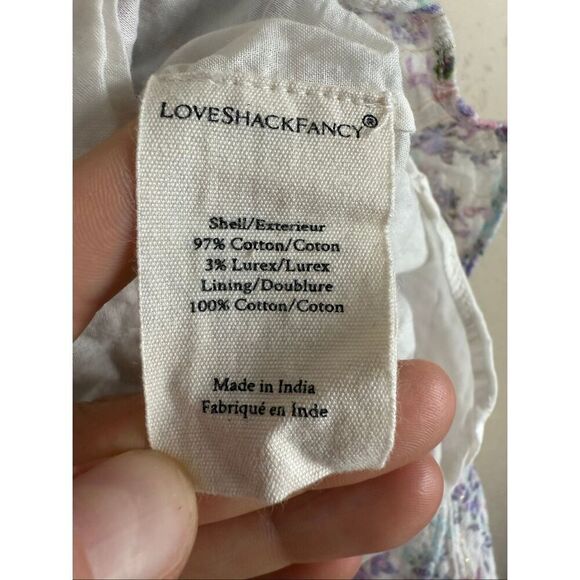 LOVESHACKFANCY®
Shell/Exterieur
97% Cotton/Coton
3% Lurex/Lurex
Lining/Doublure
100% Cotton/Coton
Made in India
Fabriqué en Inde